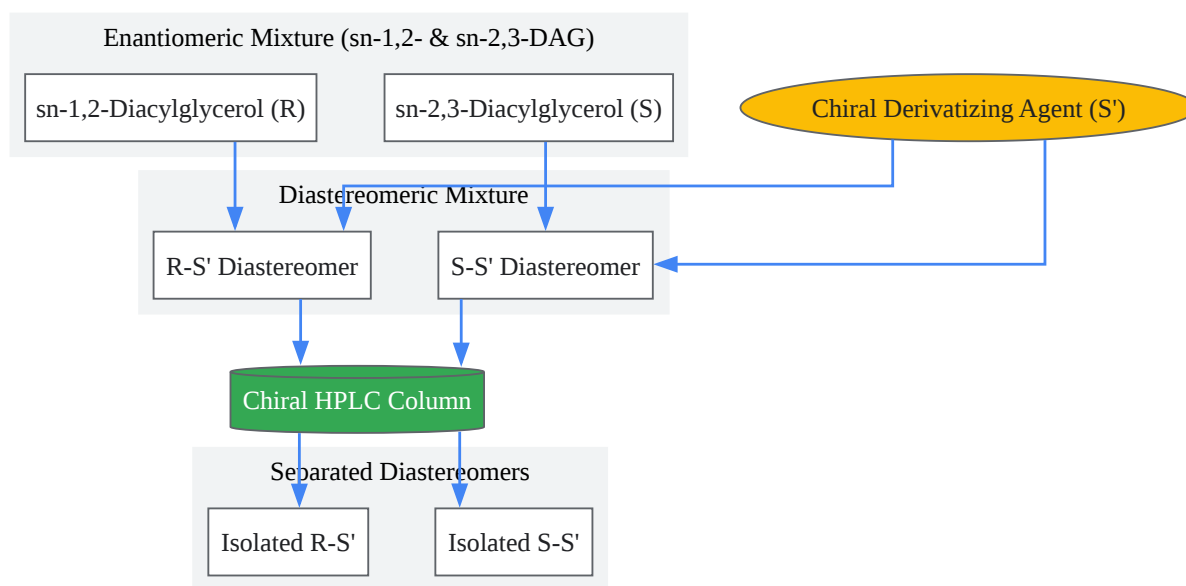 Enantiomeric Mixture (sn-1,2- & sn-2,3-DAG)
sn-1,2-Diacylglycerol (R)
sn-2,3-Diacylglycerol (S)
Chiral Derivatizing Agent (S')
Diastereomeric Mixture
R-S' Diastereomer
S-S' Diastereomer
Chiral HPLC Column
Separated Diastereomers
Isolated R-S'
Isolated S-S'